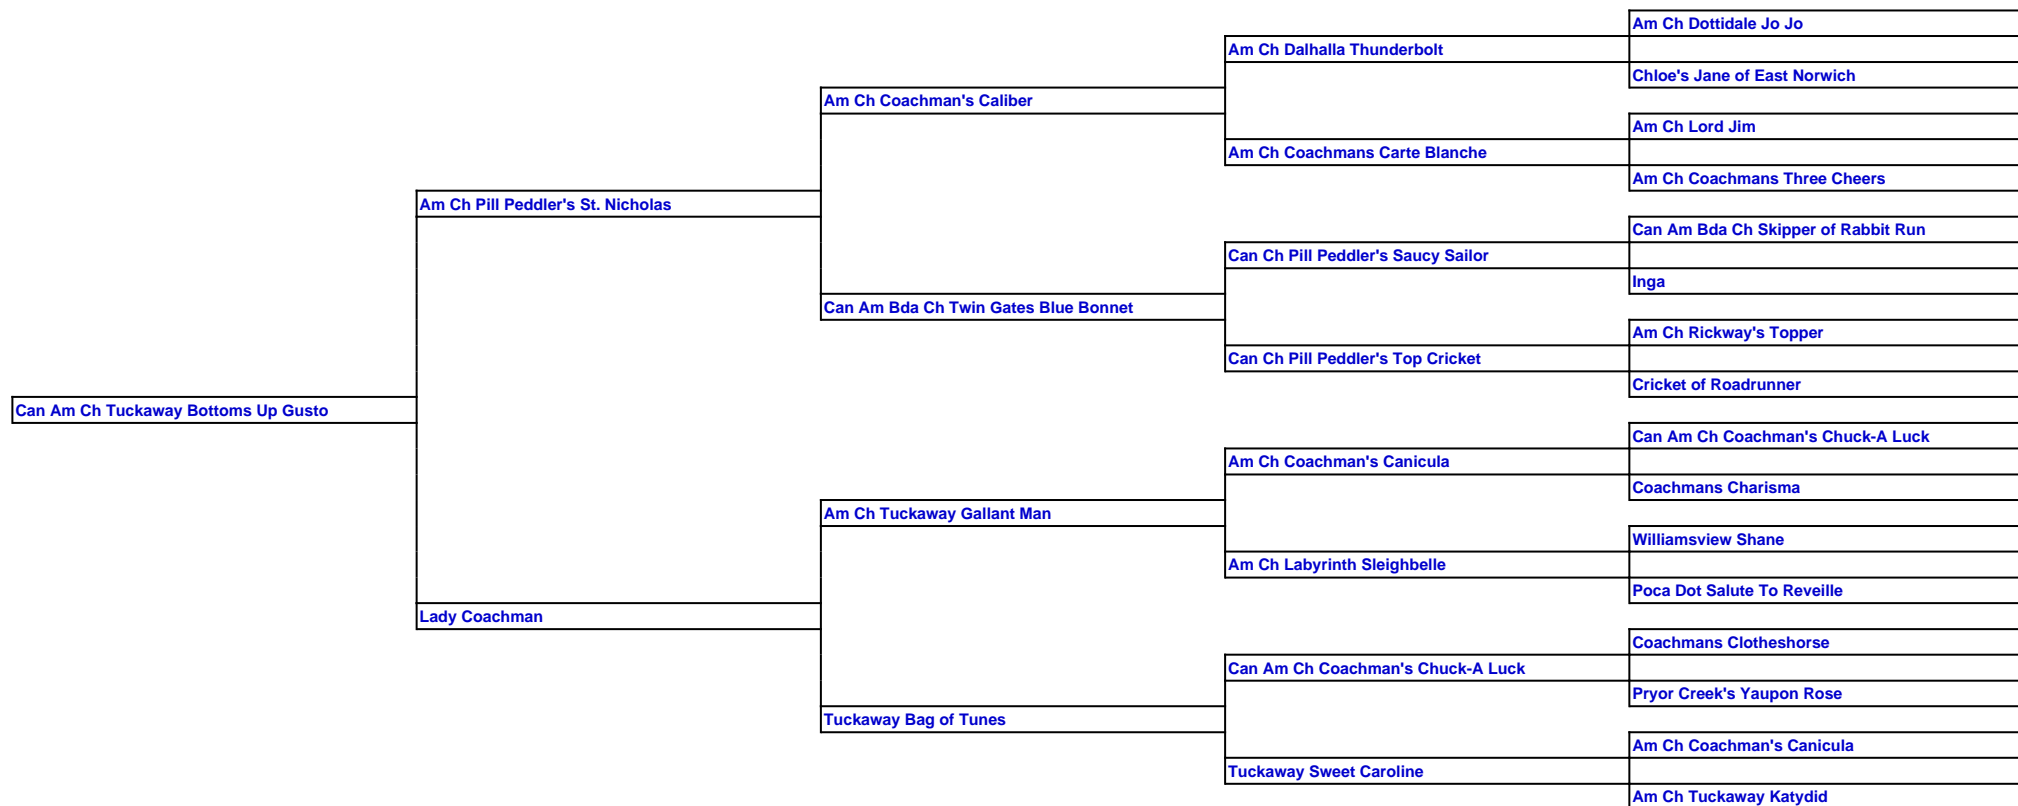 Am Ch Dottidale Jo Jo
Am Ch Dalhalla Thunderbolt
Chloe's Jane of East Norwich
Am Ch Coachman's Caliber
Am Ch Lord Jim
Am Ch Coachmans Carte Blanche
Am Ch Coachmans Three Cheers
Am Ch Pill Peddler's St. Nicholas
Can Am Bda Ch Skipper of Rabbit Run
Can Ch Pill Peddler's Saucy Sailor
Inga
Can Am Bda Ch Twin Gates Blue Bonnet
Am Ch Rickway's Topper
Can Ch Pill Peddler's Top Cricket
Cricket of Roadrunner
Can Am Ch Tuckaway Bottoms Up Gusto
Can Am Ch Coachman's Chuck-A Luck
Am Ch Coachman's Canicula
Coachmans Charisma
Am Ch Tuckaway Gallant Man
Williamsview Shane
Am Ch Labyrinth Sleighbelle
Poca Dot Salute To Reveille
Lady Coachman
Coachmans Clotheshorse
Can Am Ch Coachman's Chuck-A Luck
Pryor Creek's Yaupon Rose
Tuckaway Bag of Tunes
Am Ch Coachman's Canicula
Tuckaway Sweet Caroline
Am Ch Tuckaway Katydid